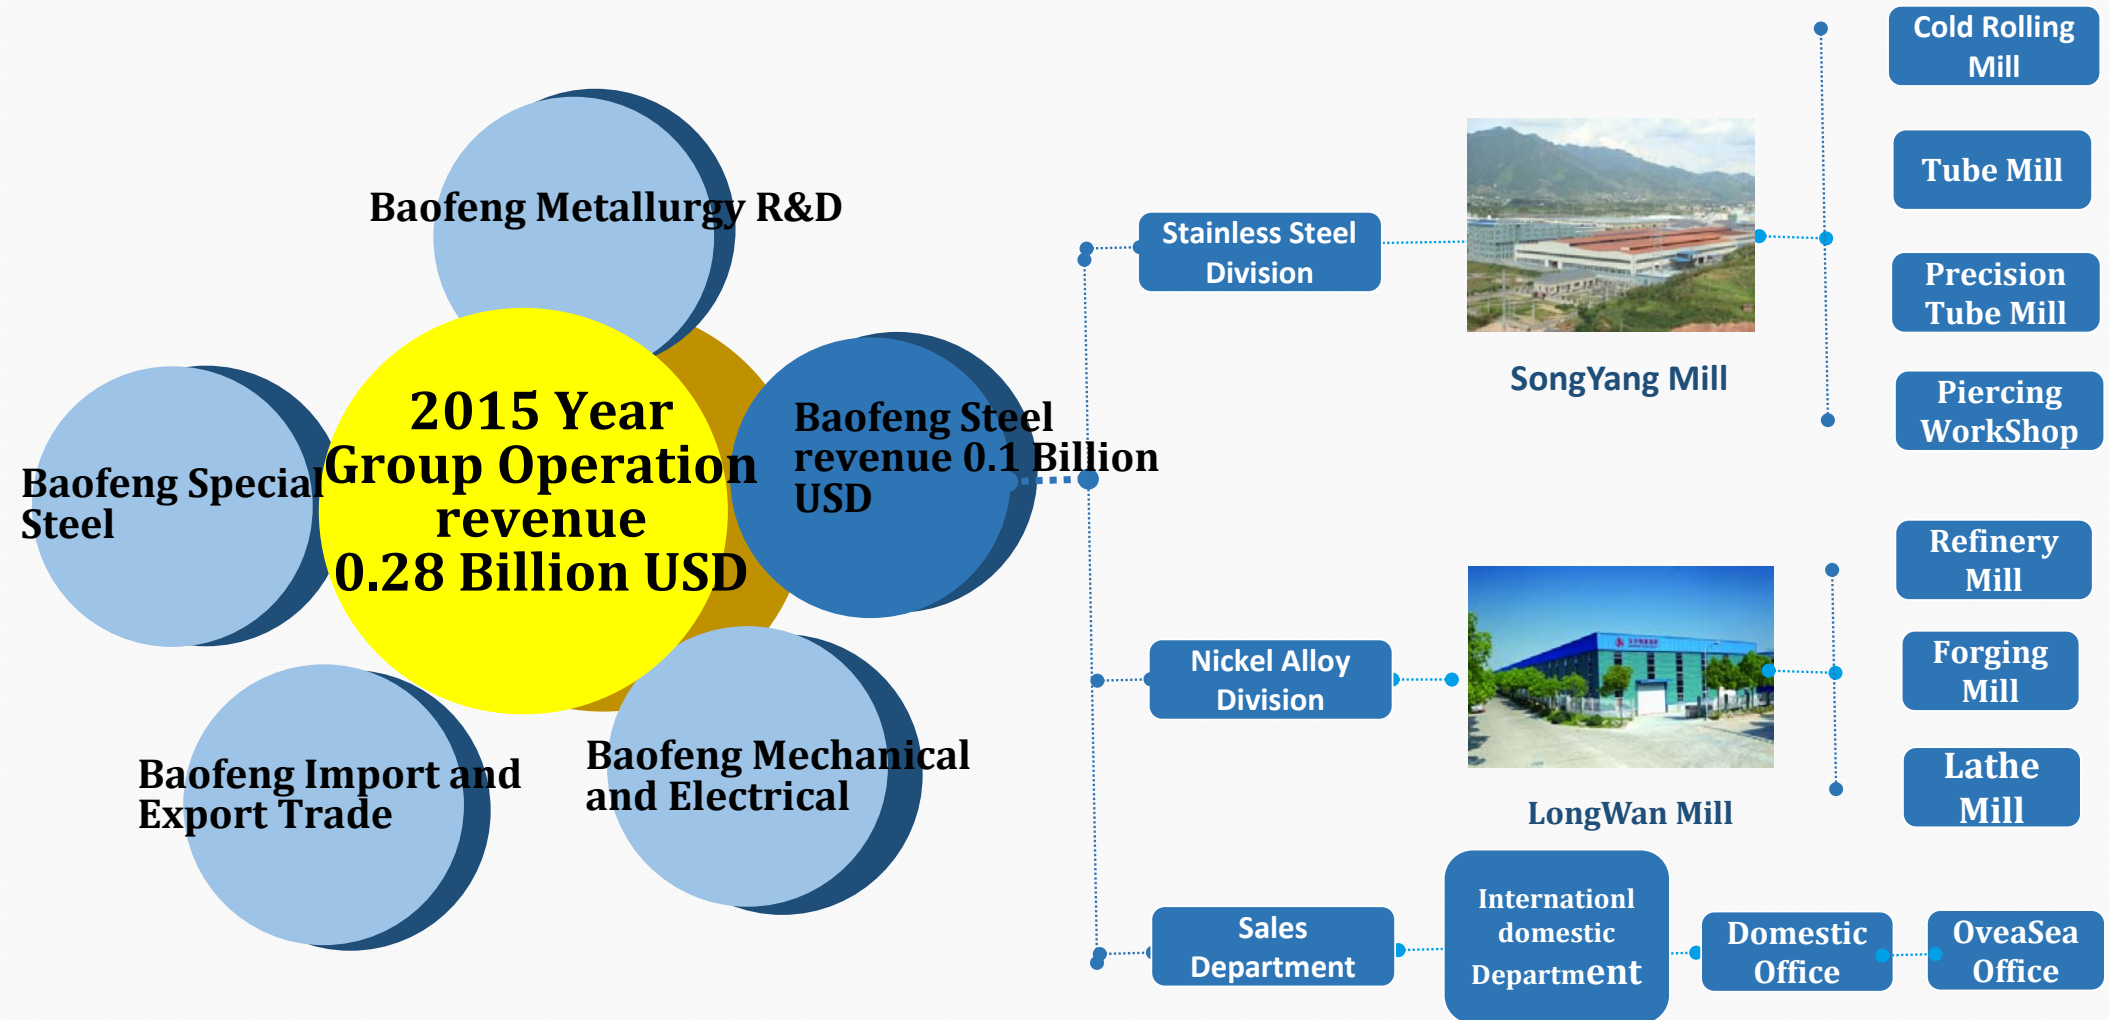 Baofeng Metallurgy R&D
2015 Year
Group Operation
revenue
0.28 Billion USD
Baofeng Steel
revenue 0.1 Billion
USD
Baofeng Special
Steel
Baofeng Import and
Export Trade
Baofeng Mechanical
and Electrical
Stainless Steel
Division
SongYang Mill
Cold Rolling
Mill
Tube Mill
Precision
Tube Mill
Piercing
WorkShop
Nickel Alloy
Division
LongWan Mill
Refinery
Mill
Forging
Mill
Lathe
Mill
Sales
Department
Internationl
domestic
Department
Domestic
Office
OveaSea
Office